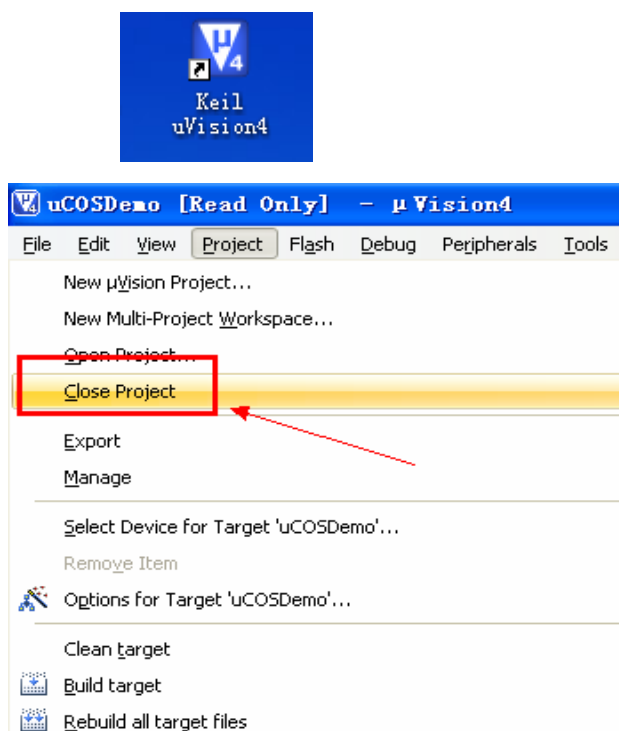 μ
4
Keil
uVision4
uCOSDemo [Read Only] - μVision4
File Edit View Project Flash Debug Peripherals Tools
New μVision Project...
New Multi-Project Workspace...
Open Project...
Close Project
Export
Manage
Select Device for Target 'uCOSDemo'...
Remove Item
Options for Target 'uCOSDemo'...
Clean target
Build target
Rebuild all target files